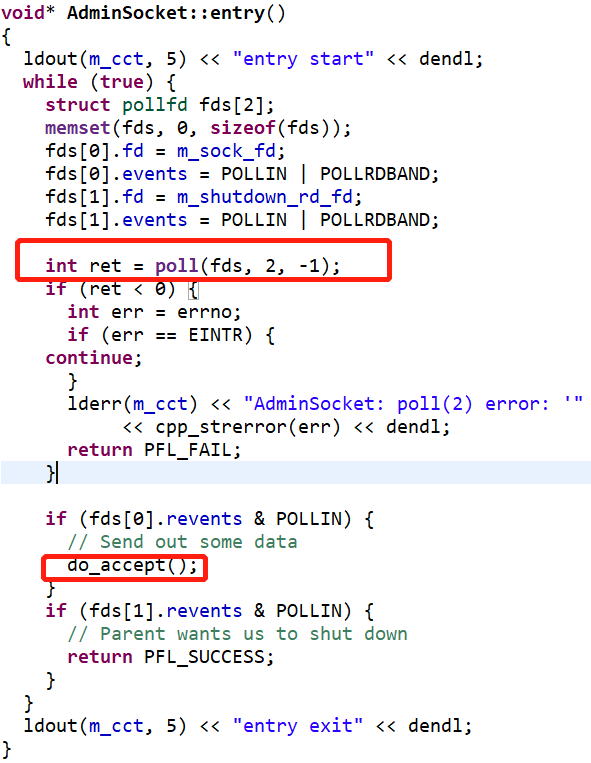 void* AdminSocket::entry()
{
  ldout(m_cct, 5) << "entry start" << dendl;
  while (true) {
    struct pollfd fds[2];
    memset(fds, 0, sizeof(fds));
    fds[0].fd = m_sock_fd;
    fds[0].events = POLLIN | POLLRDBAND;
    fds[1].fd = m_shutdown_rd_fd;
    fds[1].events = POLLIN | POLLRDBAND;

    int ret = poll(fds, 2, -1);
    if (ret < 0) {
      int err = errno;
      if (err == EINTR) {
    continue;
      }
      lderr(m_cct) << "AdminSocket: poll(2) error: '"
           << cpp_strerror(err) << dendl;
      return PFL_FAIL;
    }

    if (fds[0].revents & POLLIN) {
      // Send out some data
      do_accept();
    }
    if (fds[1].revents & POLLIN) {
      // Parent wants us to shut down
      return PFL_SUCCESS;
    }
  }
  ldout(m_cct, 5) << "entry exit" << dendl;
}